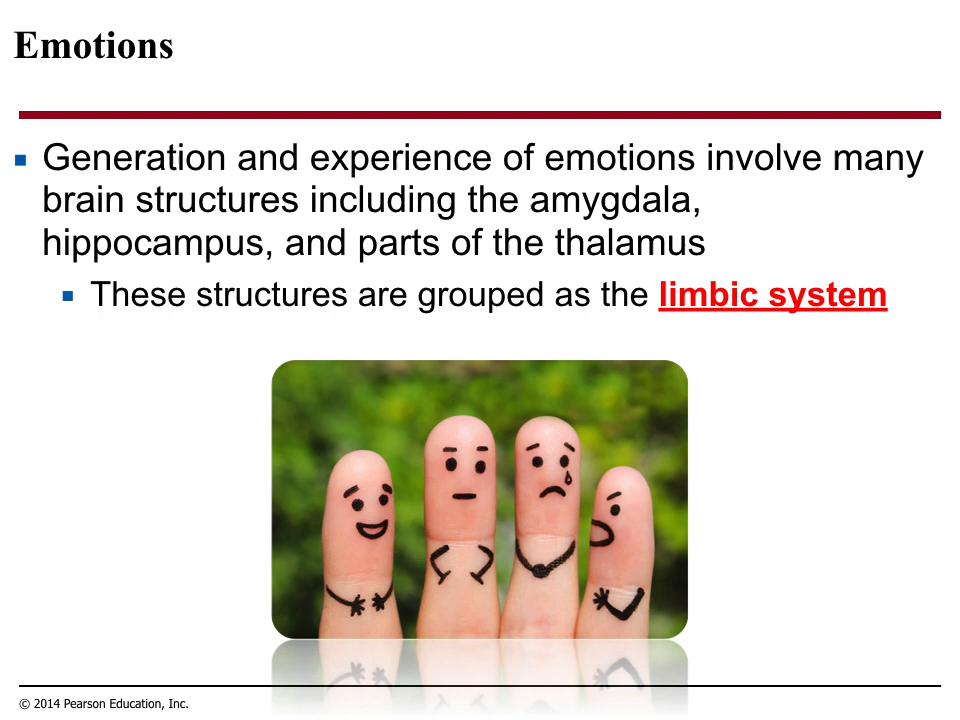 Emotions
Generation and experience of emotions involve many
brain structures including the amygdala,
hippocampus, and parts of the thalamus
These structures are grouped as the limbic system
© 2014 Pearson Education, Inc.